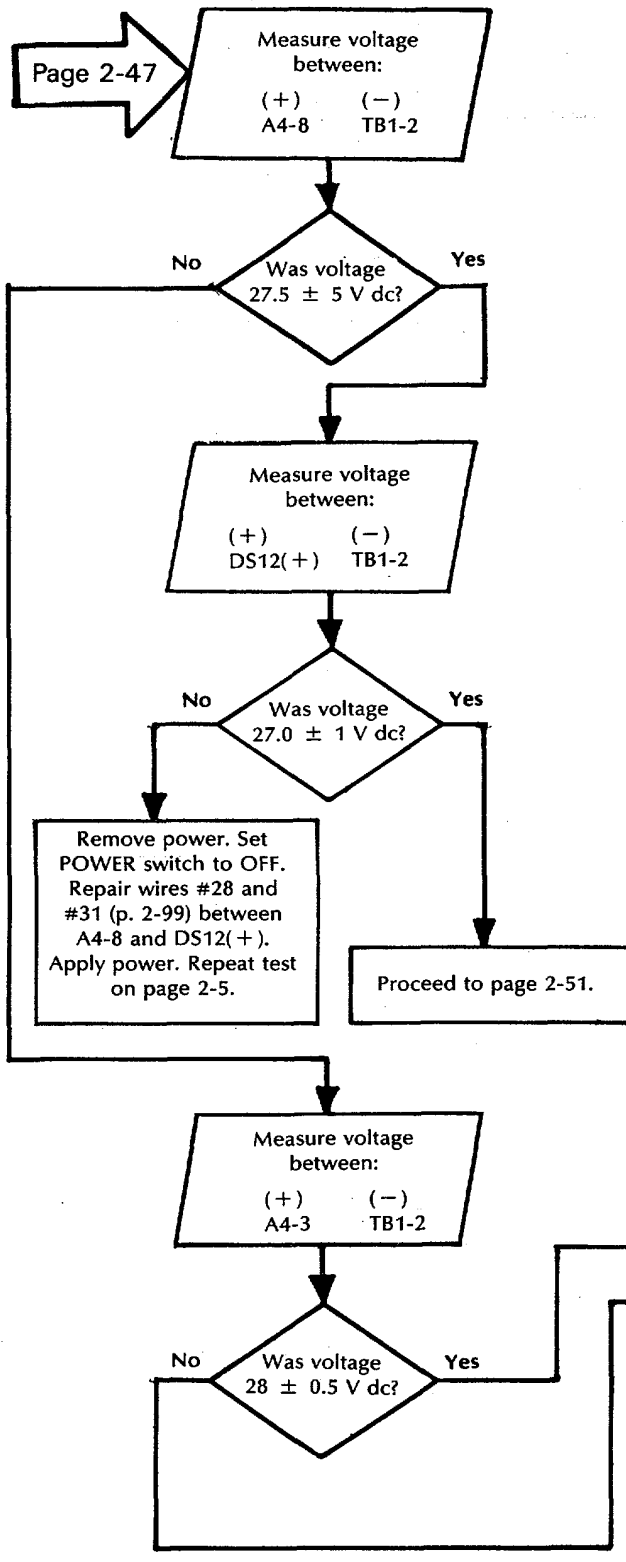 Page 2-47
Measure voltage
between:
(+) (−)
A4-8 TB1-2
No
Yes
Was voltage
27.5 ± 5 V dc?
Measure voltage
between:
(+) (−)
DS12(+) TB1-2
No
Yes
Was voltage
27.0 ± 1 V dc?
Remove power. Set
POWER switch to OFF.
Repair wires #28 and
#31 (p. 2-99) between
A4-8 and DS12(+).
Apply power. Repeat test
on page 2-5.
Proceed to page 2-51.
Measure voltage
between:
(+) (−)
A4-3 TB1-2
No
Yes
Was voltage
28 ± 0.5 V dc?